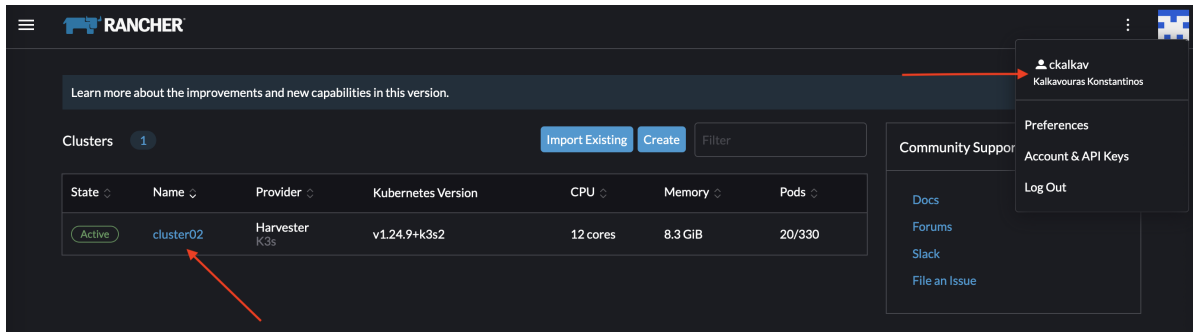 RANCHER
ckalkav
Kalkavouras Konstantinos
Learn more about the improvements and new capabilities in this version.
Preferences
Account & API Keys
Log Out
Clusters 1
Import Existing Create Filter
State Name Provider Kubernetes Version CPU Memory Pods
Active cluster02 Harvester v1.24.9+k3s2 12 cores 8.3 GiB 20/330
K3s
Community Suppor
Docs
Forums
Slack
File an Issue